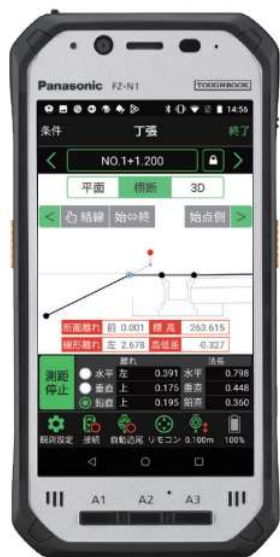 Panasonic FZ-N1 TOUGHBOOK
14:56
条件 丁張 終了
< NO.1+1.200 >
平面 横断 3D
< 結線 始⇔終 始点側 >
断面離れ 前 0.001 標高 263.615
線形離れ 左 2.678 高低差 -0.327
離れ 法長
測距停止 水平 左 0.391 水平 0.798
垂直 上 0.175 垂直 0.448
鉛直 上 0.195 鉛直 0.360
観測設定 接続 自動追尾 リモコン 0.100m 100%
A1 A2 A3